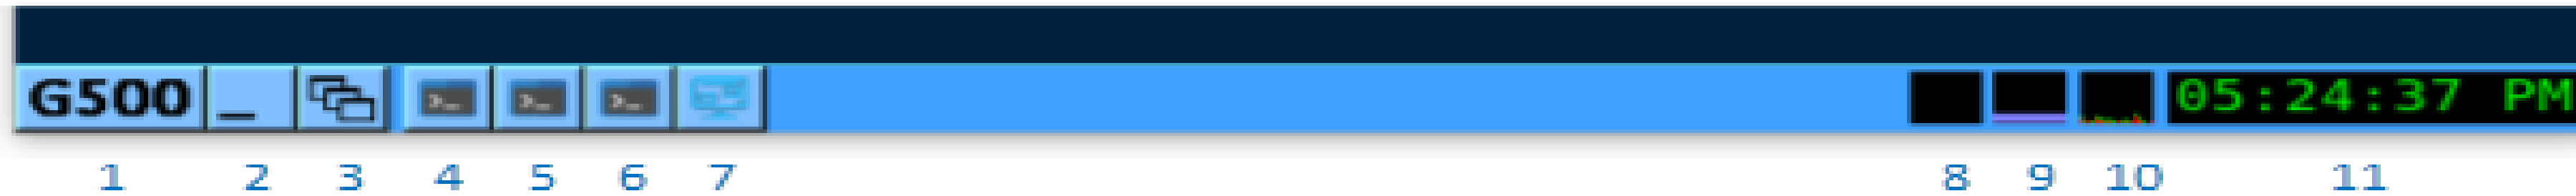 G500 _ >_ >_ >_ 05:24:37 PM
1 2 3 4 5 6 7 8 9 10 11